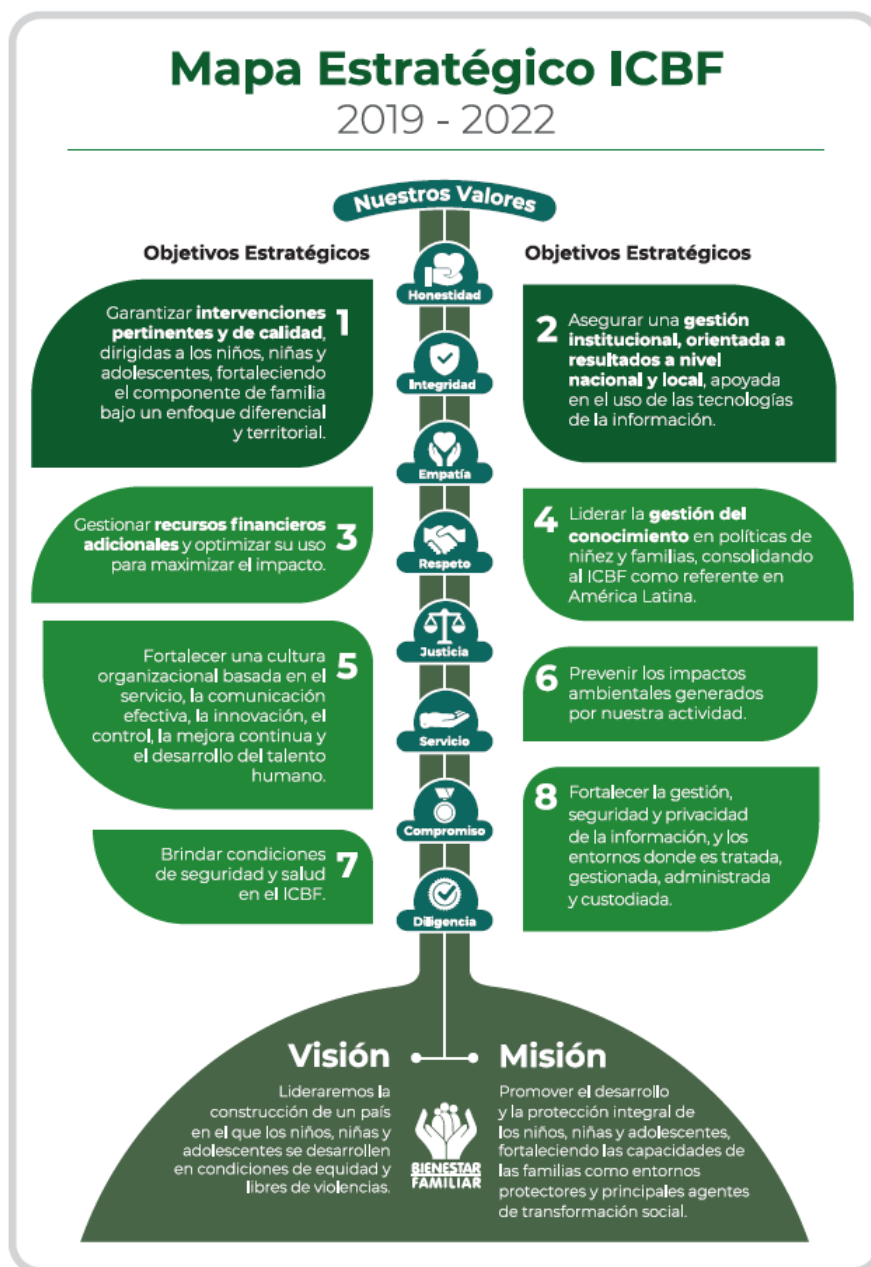 Mapa Estratégico ICBF
2019 - 2022
Nuestros Valores
Objetivos Estratégicos
Objetivos Estratégicos
Honestidad
Integridad
Empatía
Respeto
Justicia
Servicio
Compromiso
Diligencia
1
Garantizar intervenciones
pertinentes y de calidad,
dirigidas a los niños, niñas y
adolescentes, fortaleciendo
el componente de familia
bajo un enfoque diferencial
y territorial.
2
Asegurar una gestión
institucional, orientada a
resultados a nivel
nacional y local, apoyada
en el uso de las tecnologías
de la información.
3
Gestionar recursos financieros
adicionales y optimizar su uso
para maximizar el impacto.
4
Liderar la gestión del
conocimiento en políticas de
niñez y familias, consolidando
al ICBF como referente en
América Latina.
5
Fortalecer una cultura
organizacional basada en el
servicio, la comunicación
efectiva, la innovación, el
control, la mejora continua y
el desarrollo del talento
humano.
6
Prevenir los impactos
ambientales generados
por nuestra actividad.
7
Brindar condiciones
de seguridad y salud
en el ICBF.
8
Fortalecer la gestión,
seguridad y privacidad
de la información, y los
entornos donde es tratada,
gestionada, administrada
y custodiada.
Visión
Lideraremos la
construcción de un país
en el que los niños, niñas y
adolescentes se desarrollen
en condiciones de equidad y
libres de violencias.
BIENESTAR
FAMILIAR
Misión
Promover el desarrollo
y la protección integral de
los niños, niñas y adolescentes,
fortaleciendo las capacidades de
las familias como entornos
protectores y principales agentes
de transformación social.